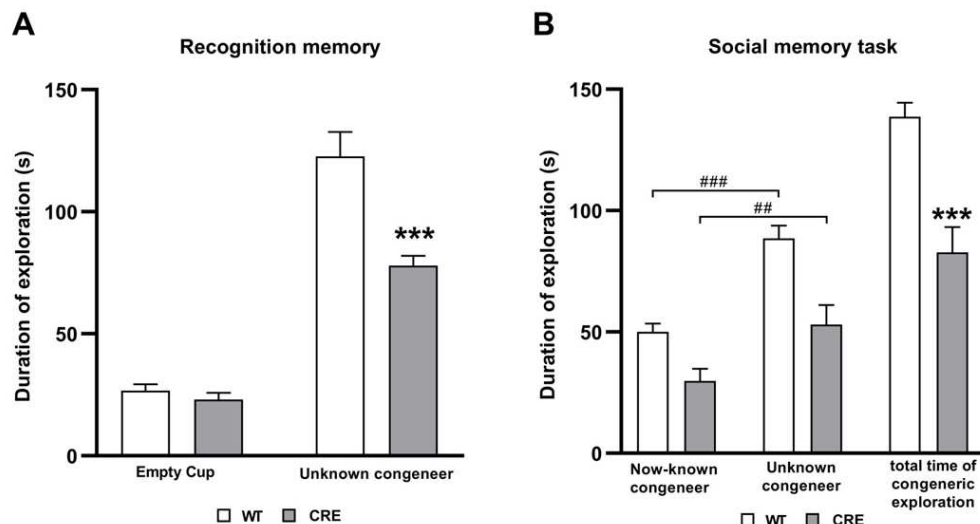 A
Recognition memory
Duration of exploration (s)
150
100
50
0
***
Empty Cup
Unknown congeneer
WT CRE
B
Social memory task
Duration of exploration (s)
150
100
50
0
###
##
***
Now-known
congeneer
Unknown
congeneer
total time of
congeneric
exploration
WT CRE